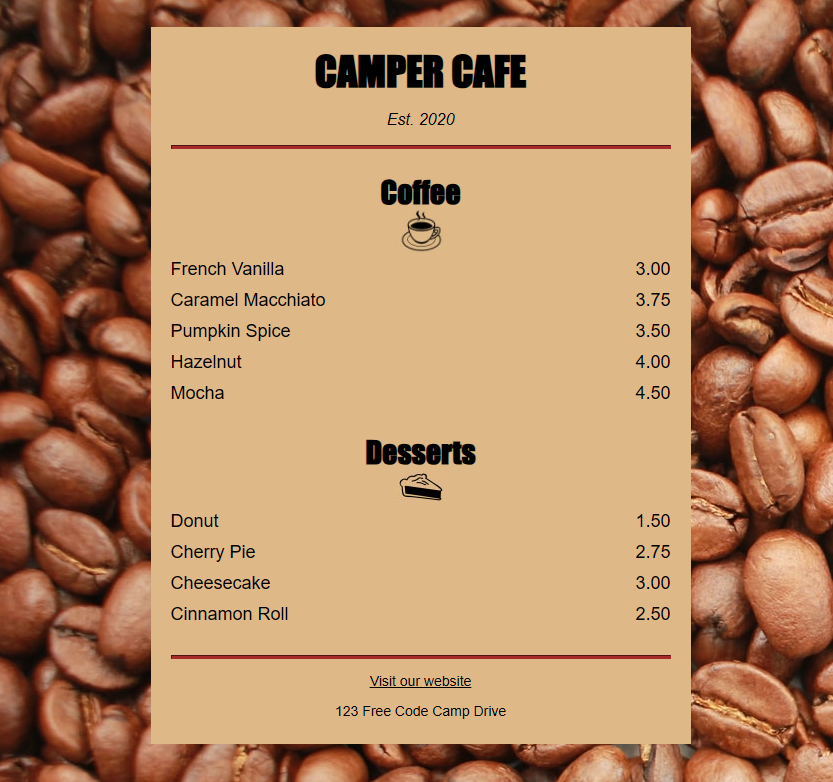 CAMPER CAFE
Est. 2020
Coffee
French Vanilla 3.00
Caramel Macchiato 3.75
Pumpkin Spice 3.50
Hazelnut 4.00
Mocha 4.50
Desserts
Donut 1.50
Cherry Pie 2.75
Cheesecake 3.00
Cinnamon Roll 2.50
Visit our website
123 Free Code Camp Drive